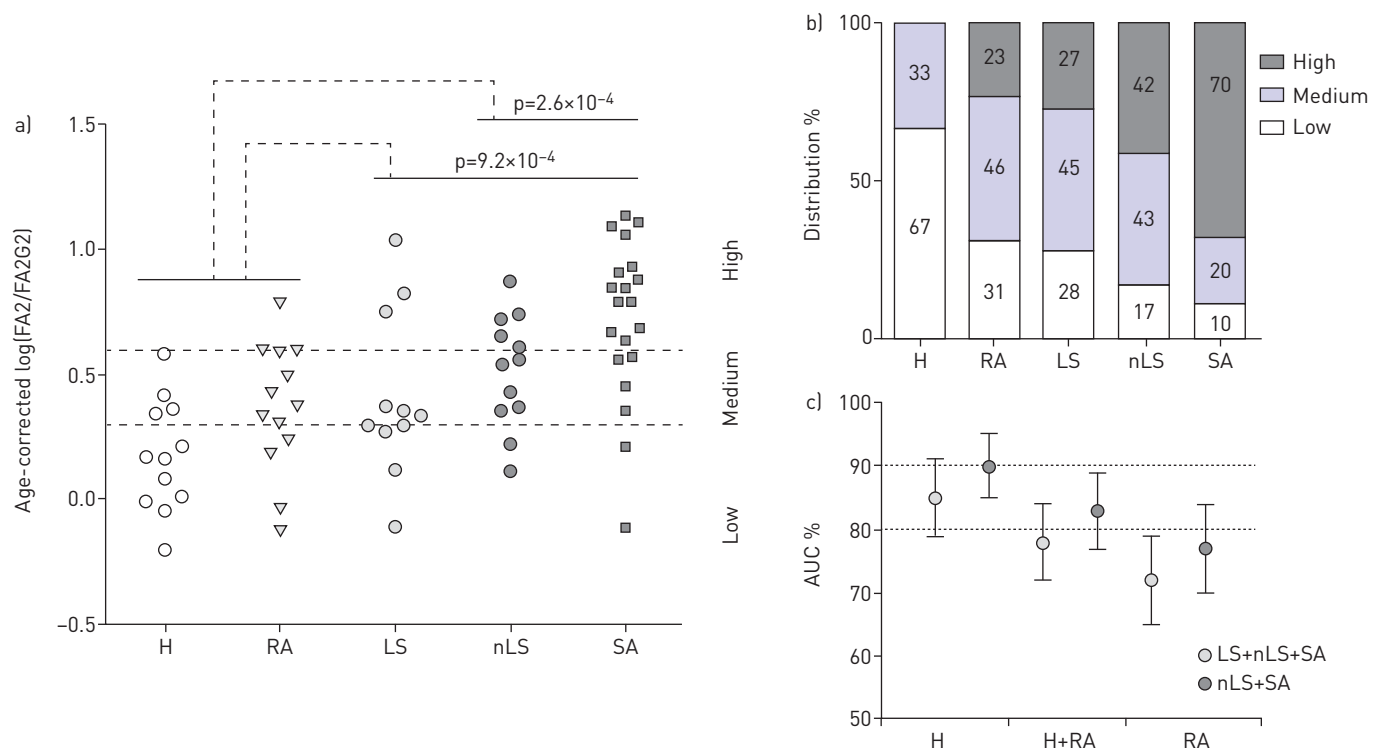 a)
p=2.6×10⁻⁴
p=9.2×10⁻⁴
Age-corrected log(FA2/FA2G2)
1.5
1.0
0.5
0.0
–0.5
H RA LS nLS SA
High
Medium
Low
b)
Distribution %
100
50
0
33 23 27 42 70
46 45 43 20
67 31 28 17 10
H RA LS nLS SA
High
Medium
Low
c)
AUC %
100
90
80
70
60
50
LS+nLS+SA
nLS+SA
H H+RA RA